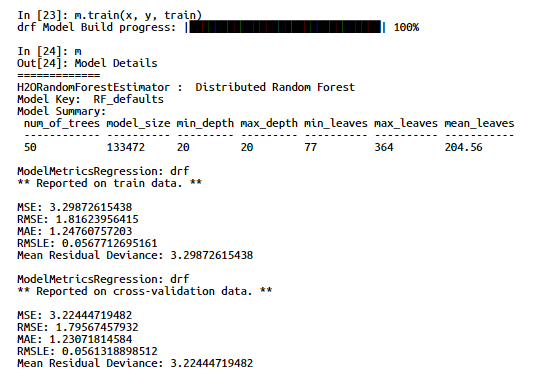 In [23]: m.train(x, y, train)
drf Model Build progress: || 100%
In [24]: m
Out[24]: Model Details
=============
H2ORandomForestEstimator :  Distributed Random Forest
Model Key:  RF_defaults
Model Summary:
num_of_trees model_size min_depth max_depth min_leaves max_leaves mean_leaves
------------ ---------- --------- --------- ---------- ---------- -----------
50 133472 20 20 77 364 204.56
ModelMetricsRegression: drf
** Reported on train data. **
MSE: 3.29872615438
RMSE: 1.81623956415
MAE: 1.24760757203
RMSLE: 0.0567712695161
Mean Residual Deviance: 3.29872615438
ModelMetricsRegression: drf
** Reported on cross-validation data. **
MSE: 3.22444719482
RMSE: 1.79567457932
MAE: 1.23071814584
RMSLE: 0.0561318898512
Mean Residual Deviance: 3.22444719482